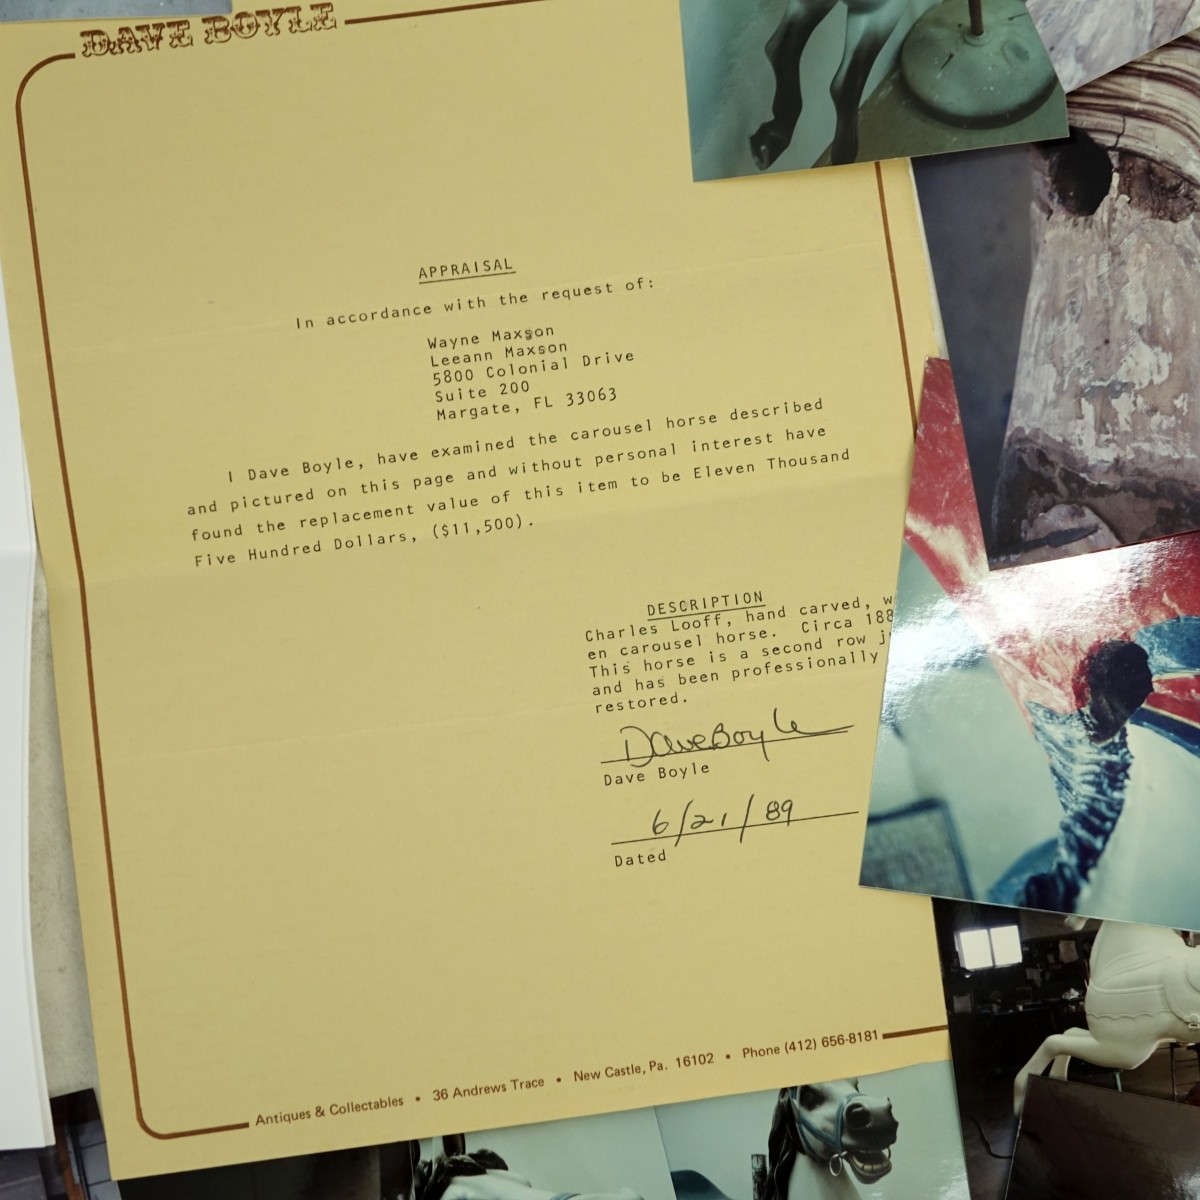 DAVE BOYLE
APPRAISAL
In accordance with the request of:
Wayne Maxson
Leeann Maxson
5800 Colonial Drive
Suite 200
Margate, FL 33063
I Dave Boyle, have examined the carousel horse described
and pictured on this page and without personal interest have
found the replacement value of this item to be Eleven Thousand
Five Hundred Dollars, ($11,500).
DESCRIPTION
Charles Looff, hand carved,
en carousel horse. Circa 188
This horse is a second row
and has been professionally
restored.
Dave Boyle
Dave Boyle
6/21/89
Dated
Antiques & Collectables • 36 Andrews Trace • New Castle, Pa. 16102 • Phone (412) 656-8181